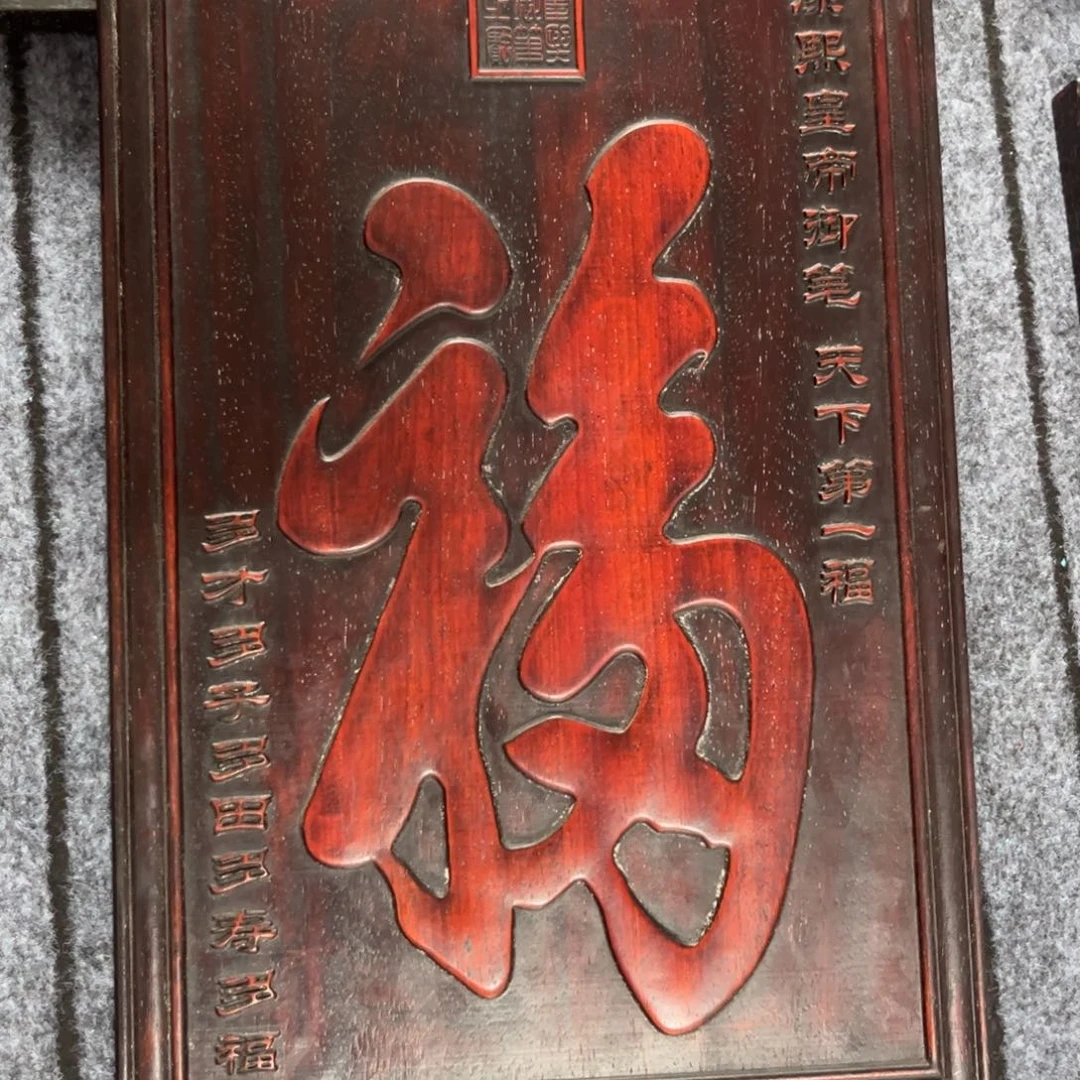 康熙皇帝御笔 天下第一福
福
多才多子多田多寿多福